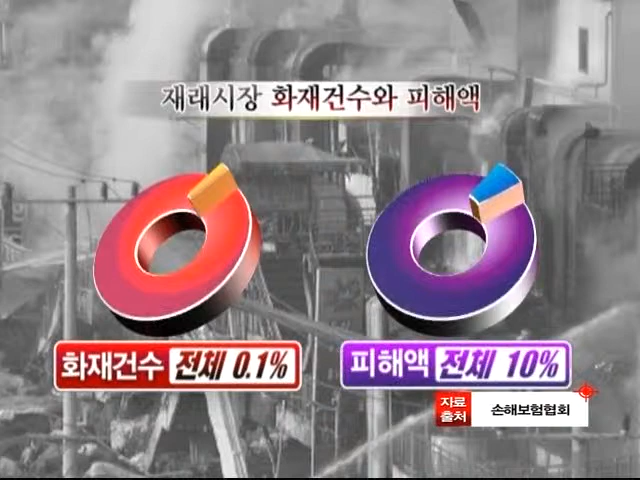 재래시장 화재건수와 피해액
화재건수 전체 0.1%
피해액 전체 10%
자료
출처
손해보험협회